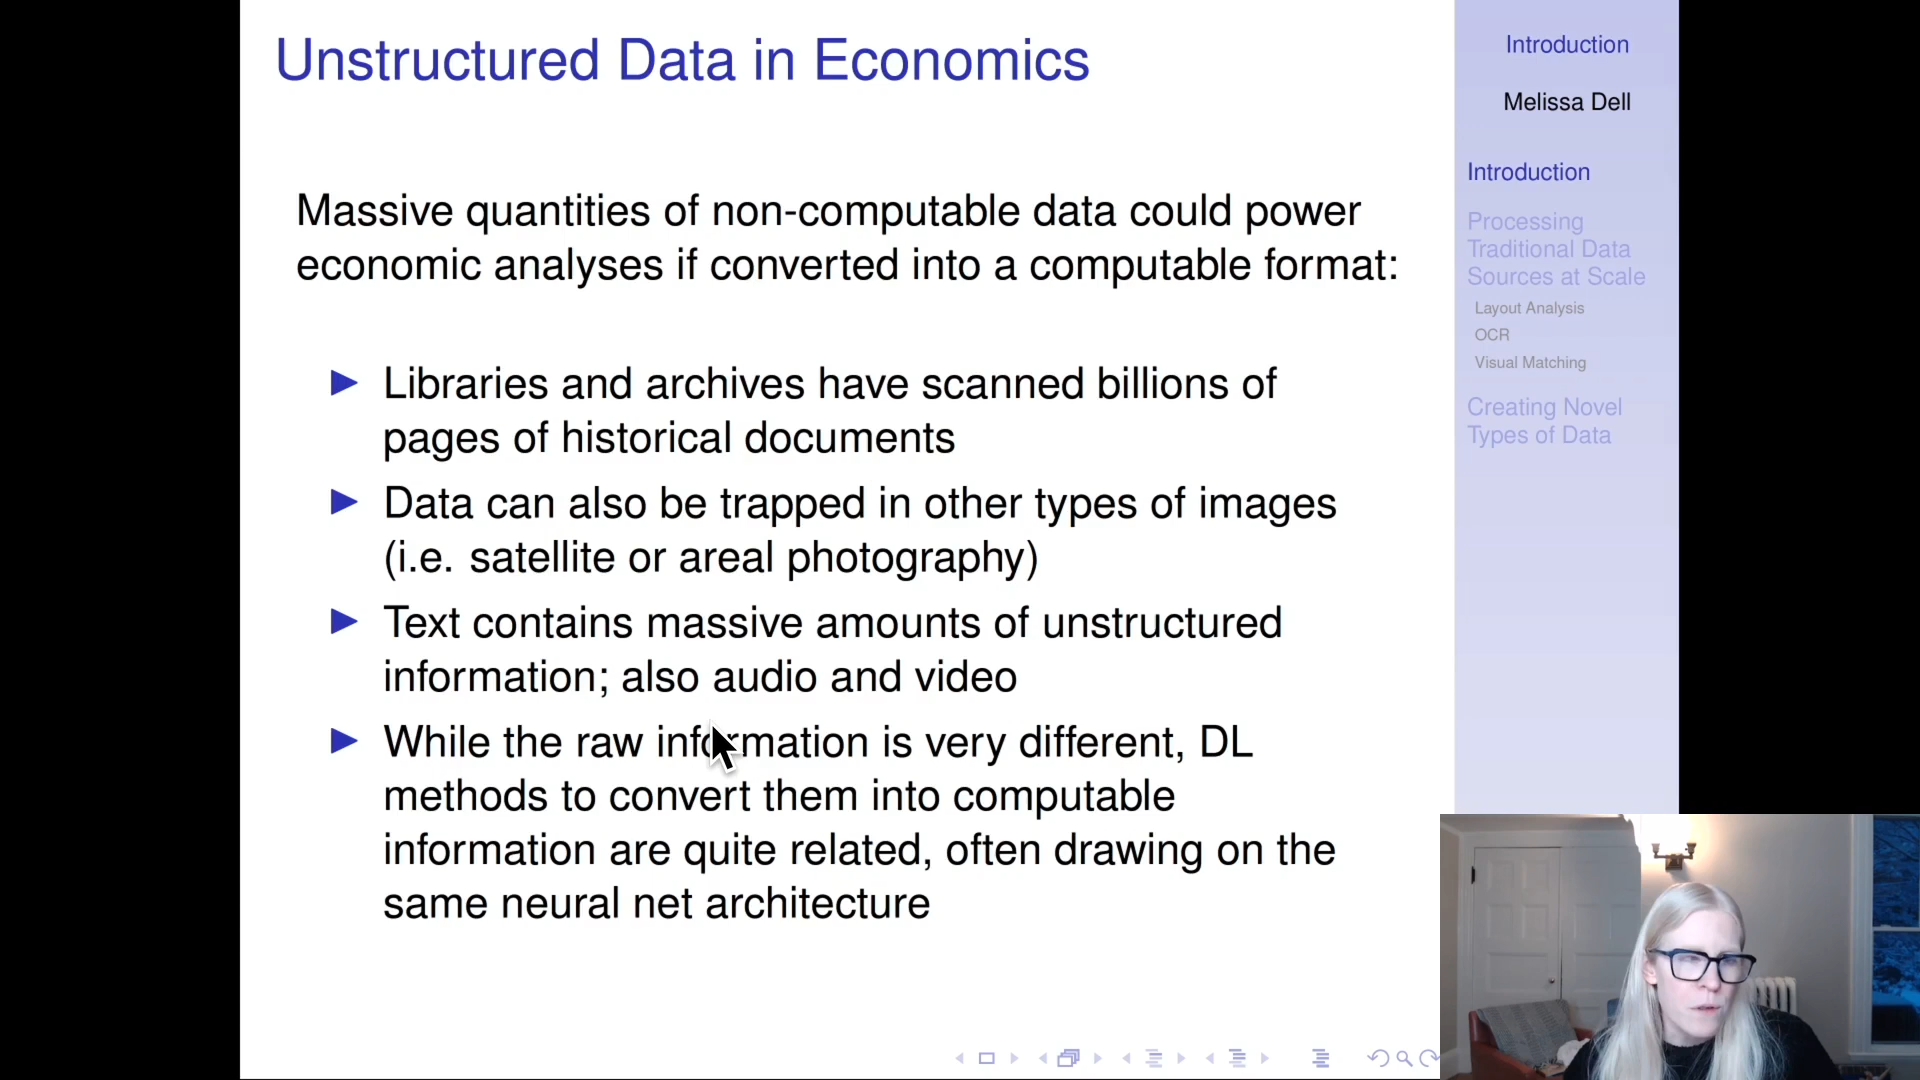 Unstructured Data in Economics
Massive quantities of non-computable data could power
economic analyses if converted into a computable format:
Libraries and archives have scanned billions of
pages of historical documents
Data can also be trapped in other types of images
(i.e. satellite or areal photography)
Text contains massive amounts of unstructured
information; also audio and video
While the raw information is very different, DL
methods to convert them into computable
information are quite related, often drawing on the
same neural net architecture
Introduction
Melissa Dell
Introduction
Processing
Traditional Data
Sources at Scale
Layout Analysis
OCR
Visual Matching
Creating Novel
Types of Data